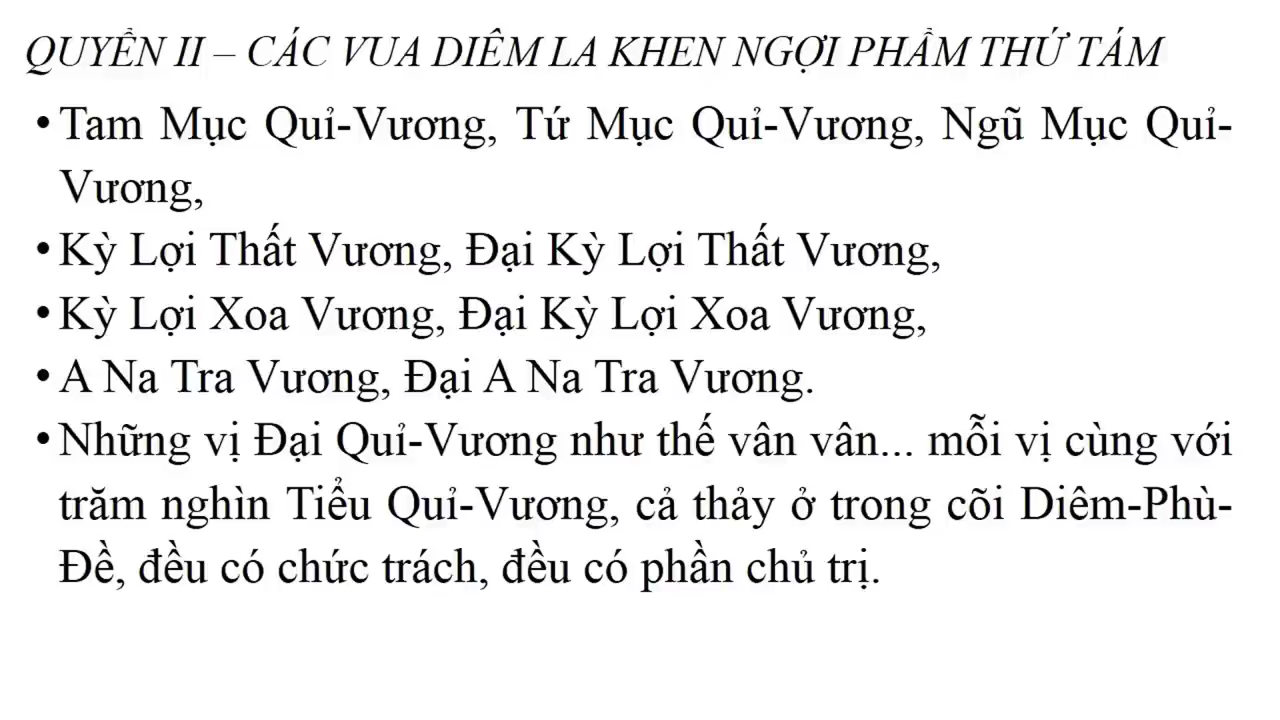 QUYỂN II – CÁC VUA DIÊM LA KHEN NGỢI PHẨM THỨ TÁM
• Tam Mục Quỉ-Vương, Tứ Mục Quỉ-Vương, Ngũ Mục Quỉ-
Vương,
• Kỳ Lợi Thất Vương, Đại Kỳ Lợi Thất Vương,
• Kỳ Lợi Xoa Vương, Đại Kỳ Lợi Xoa Vương,
• A Na Tra Vương, Đại A Na Tra Vương.
• Những vị Đại Quỉ-Vương như thế vân vân... mỗi vị cùng với
trăm nghìn Tiểu Quỉ-Vương, cả thảy ở trong cõi Diêm-Phù-
Đề, đều có chức trách, đều có phần chủ trị.